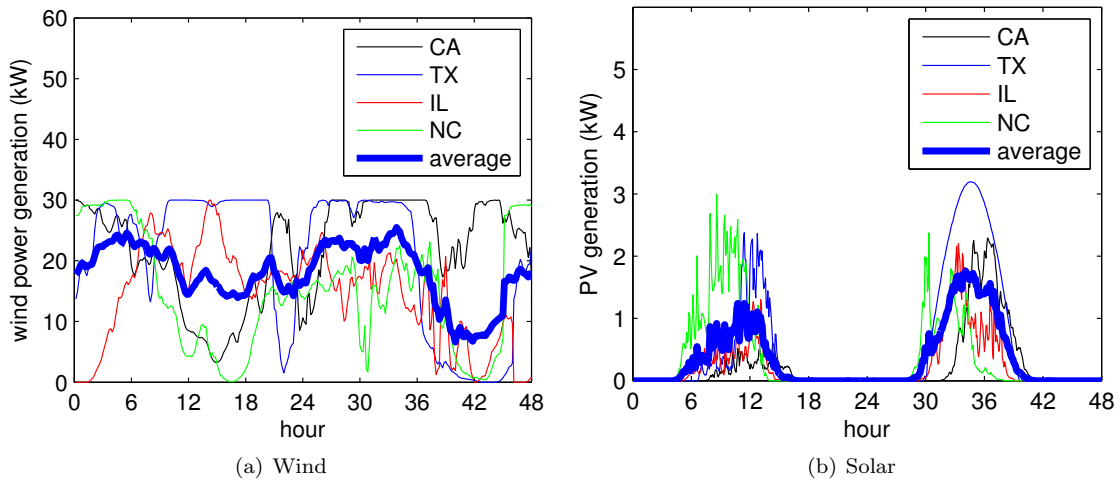 wind power generation (kW)
60
50
40
30
20
10
0
CA
TX
IL
NC
average
0 6 12 18 24 30 36 42 48
hour
(a) Wind
PV generation (kW)
5
4
3
2
1
0
CA
TX
IL
NC
average
0 6 12 18 24 30 36 42 48
hour
(b) Solar